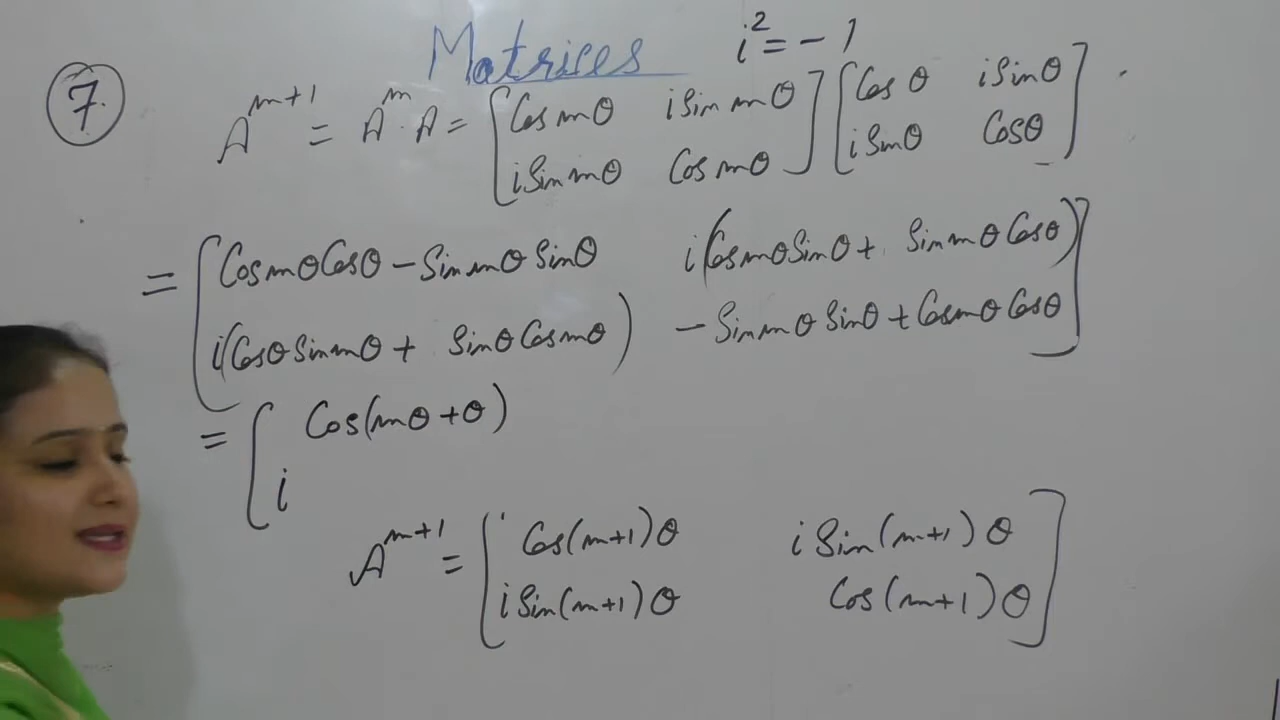 Matrices i² = -1
7
A^{m+1} = A^m . A = [Cos mθ i Sin mθ i Sin mθ Cos mθ] [Cos θ i Sin θ i Sin θ Cos θ]
= [Cos mθ Cos θ - Sin mθ Sin θ i(Cos mθ Sin θ + Sin mθ Cos θ)
i(Cos θ Sin mθ + Sin θ Cos mθ) - Sin mθ Sin θ + Cos mθ Cos θ]
= [Cos(mθ + θ)
i
A^{m+1} = [Cos(m+1)θ i Sin(m+1)θ
i Sin(m+1)θ Cos(m+1)θ]